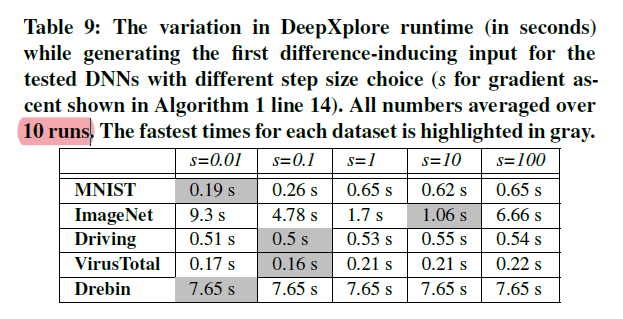 Table 9: The variation in DeepXplore runtime (in seconds)
while generating the first difference-inducing input for the
tested DNNs with different step size choice (s for gradient as-
cent shown in Algorithm 1 line 14). All numbers averaged over
10 runs. The fastest times for each dataset is highlighted in gray.
s=0.01 s=0.1 s=1 s=10 s=100
MNIST 0.19 s 0.26 s 0.65 s 0.62 s 0.65 s
ImageNet 9.3 s 4.78 s 1.7 s 1.06 s 6.66 s
Driving 0.51 s 0.5 s 0.53 s 0.55 s 0.54 s
VirusTotal 0.17 s 0.16 s 0.21 s 0.21 s 0.22 s
Drebin 7.65 s 7.65 s 7.65 s 7.65 s 7.65 s